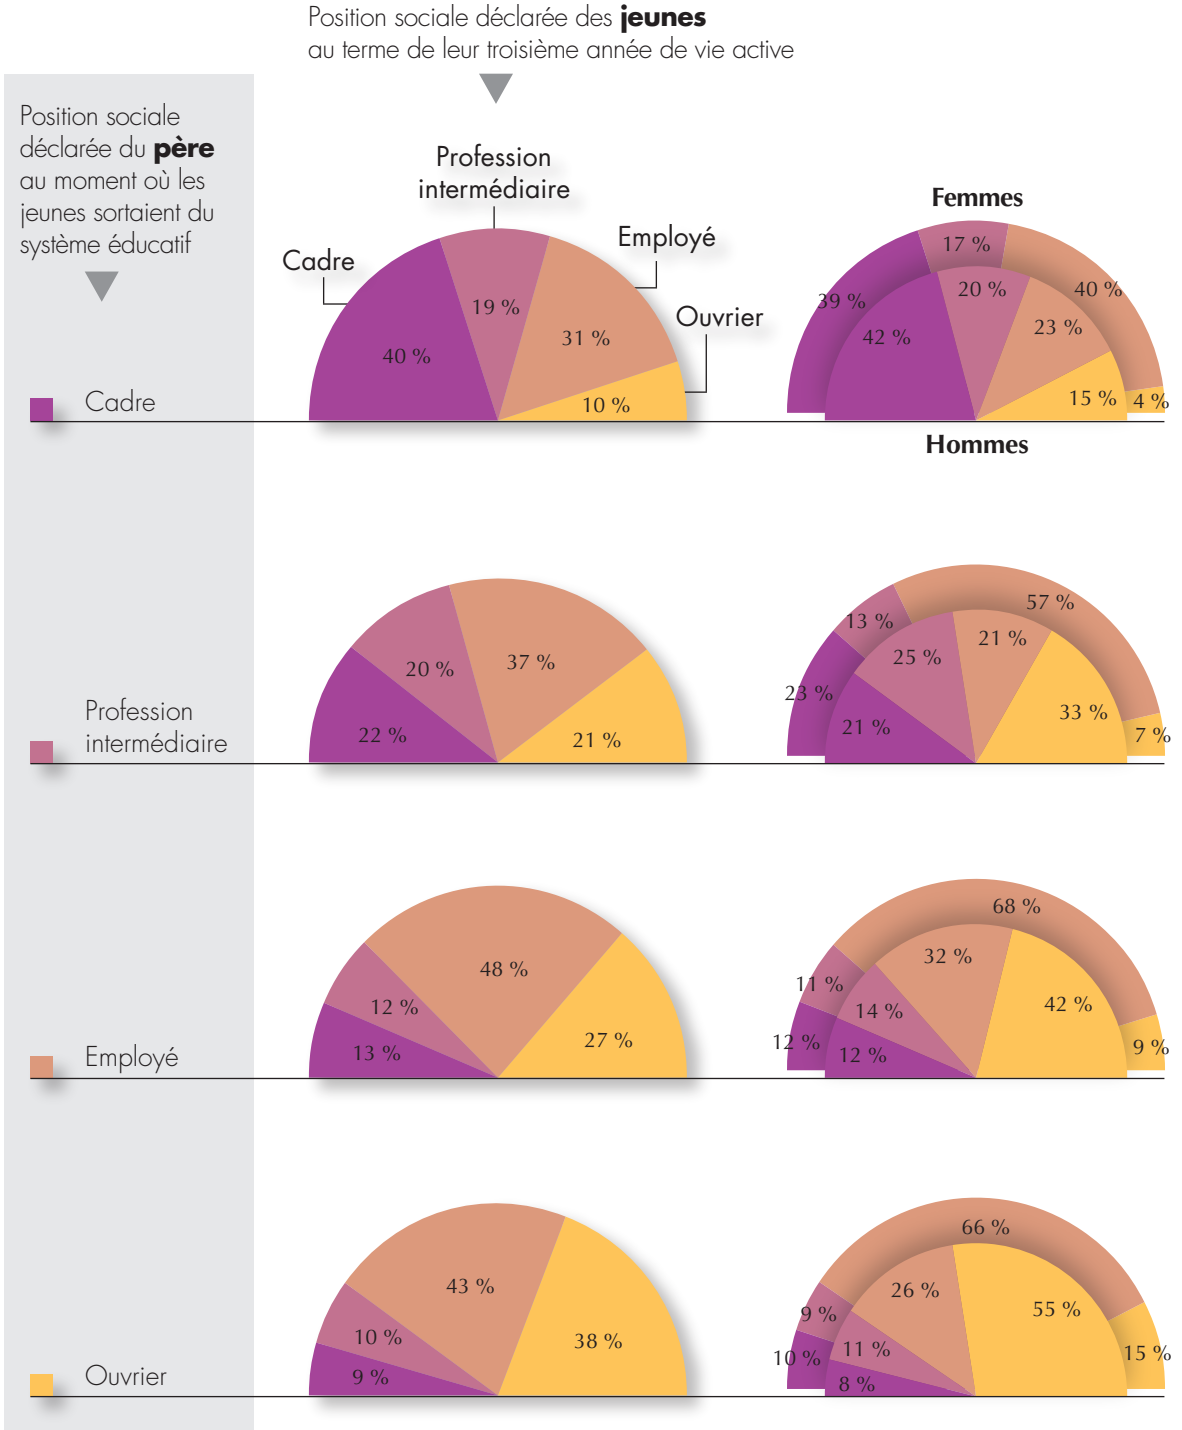 Position sociale déclarée des jeunes
au terme de leur troisième année de vie active
Position sociale
déclarée du père
au moment où les
jeunes sortaient du
système éducatif
Profession
intermédiaire
Cadre
Employé
Ouvrier
40 %
19 %
31 %
10 %
Femmes
39 %
17 %
40 %
4 %
42 %
20 %
23 %
15 %
Hommes
Cadre
Profession
intermédiaire
22 %
20 %
37 %
21 %
23 %
13 %
57 %
7 %
21 %
25 %
21 %
33 %
Employé
13 %
12 %
48 %
27 %
12 %
11 %
68 %
9 %
12 %
14 %
32 %
42 %
Ouvrier
9 %
10 %
43 %
38 %
10 %
9 %
66 %
15 %
8 %
11 %
26 %
55 %